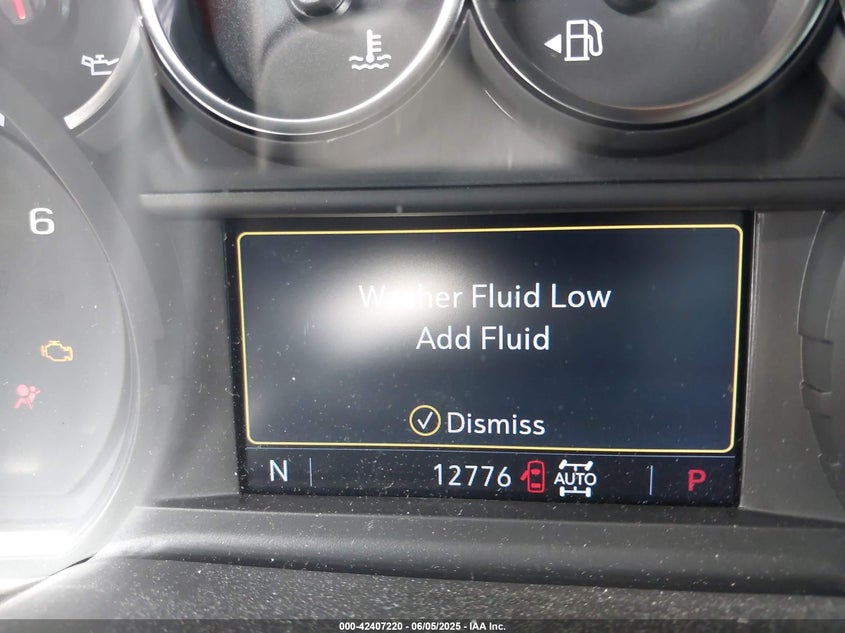 6
Washer Fluid Low
Add Fluid
✓ Dismiss
N 12776 AUTO P
000-42407220 - 06/05/2025 - IAA Inc.